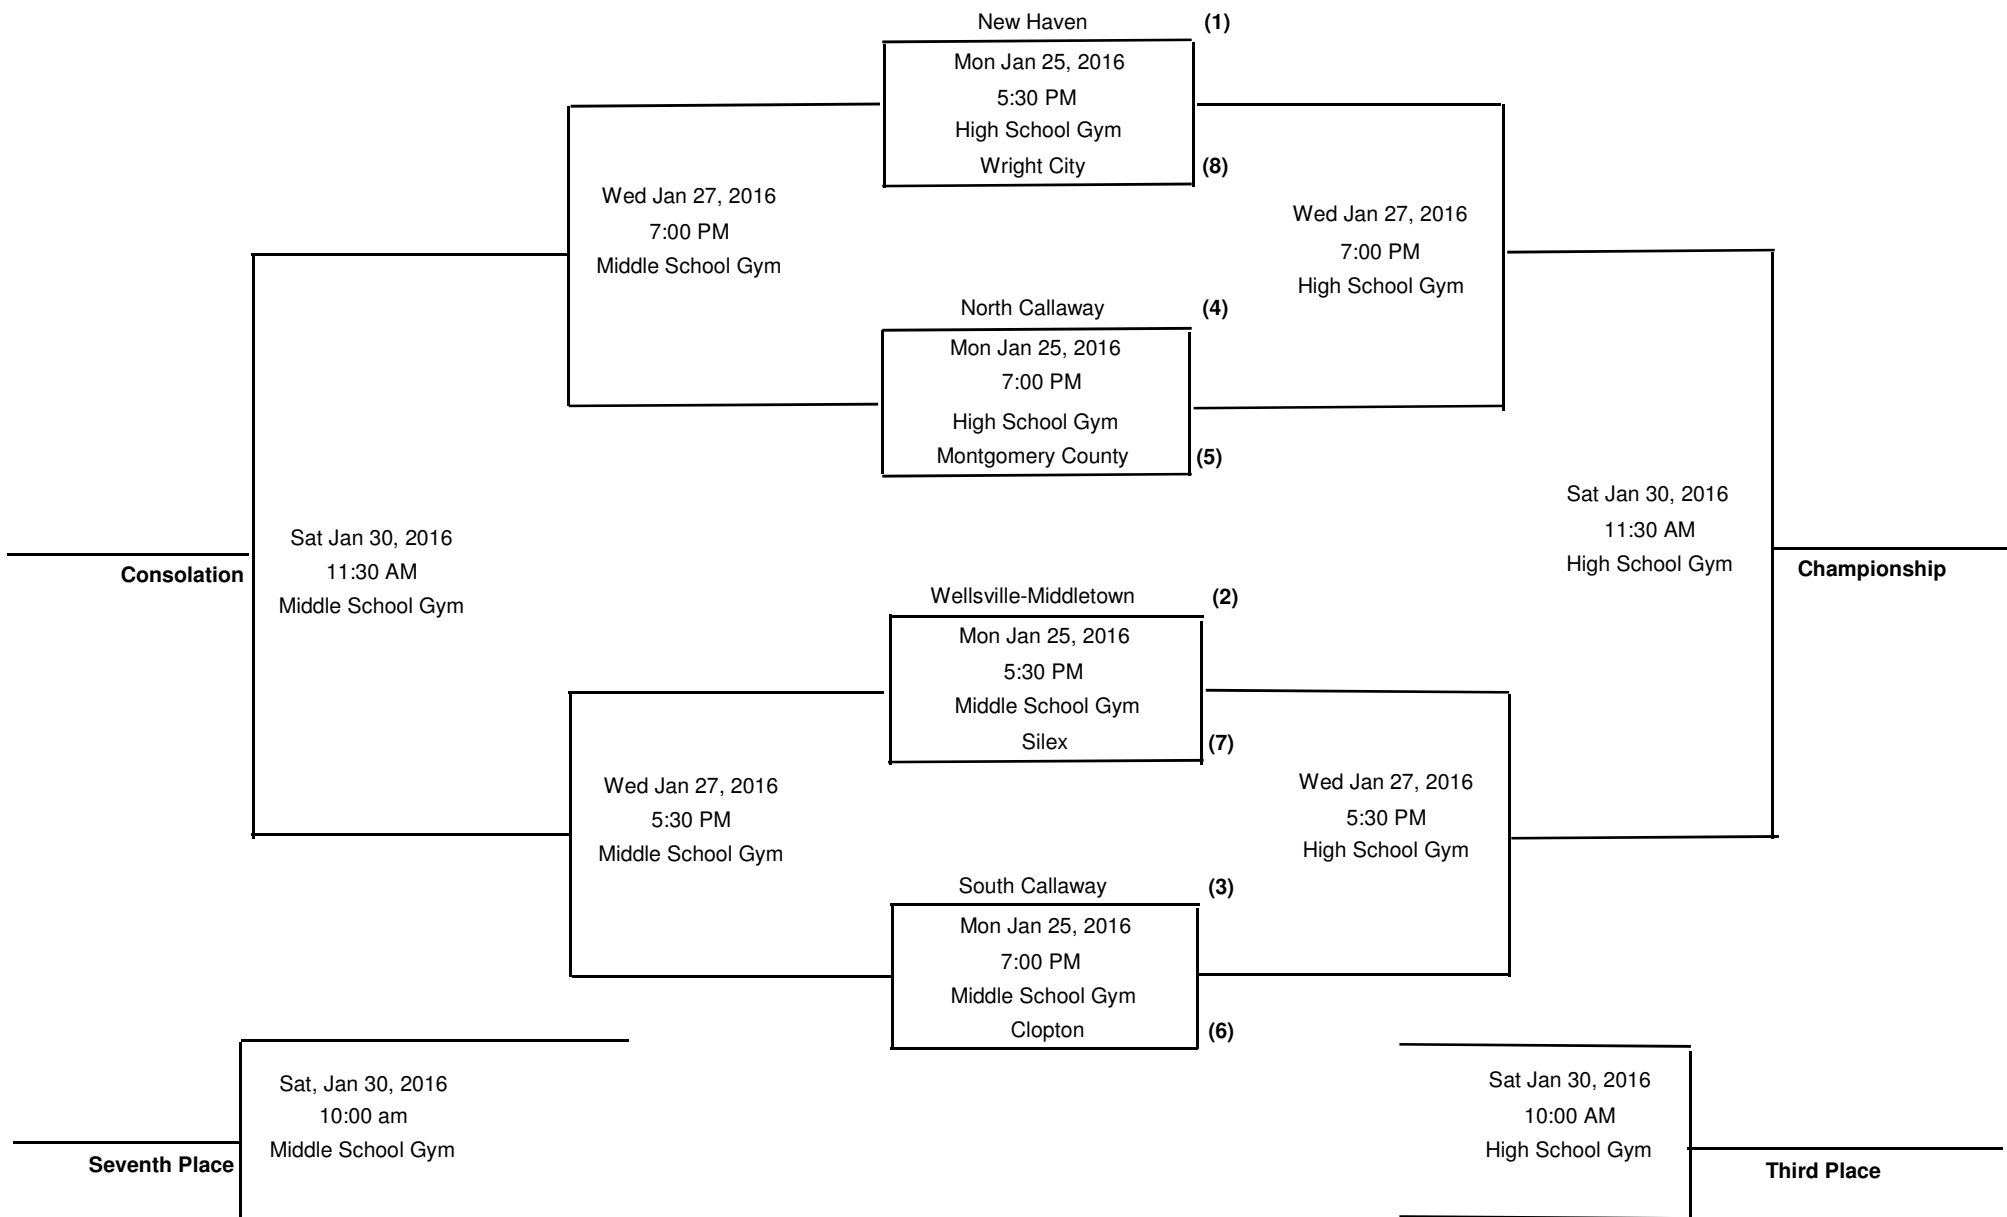 New Haven (1)
Mon Jan 25, 2016
5:30 PM
High School Gym
Wright City (8)
Wed Jan 27, 2016
7:00 PM
Middle School Gym
Wed Jan 27, 2016
7:00 PM
High School Gym
North Callaway (4)
Mon Jan 25, 2016
7:00 PM
High School Gym
Montgomery County (5)
Sat Jan 30, 2016
11:30 AM
Middle School Gym
Consolation
Sat Jan 30, 2016
11:30 AM
High School Gym
Championship
Wellsville-Middletown (2)
Mon Jan 25, 2016
5:30 PM
Middle School Gym
Silex (7)
Wed Jan 27, 2016
5:30 PM
Middle School Gym
Wed Jan 27, 2016
5:30 PM
High School Gym
South Callaway (3)
Mon Jan 25, 2016
7:00 PM
Middle School Gym
Clopton (6)
Sat, Jan 30, 2016
10:00 am
Middle School Gym
Seventh Place
Sat Jan 30, 2016
10:00 AM
High School Gym
Third Place